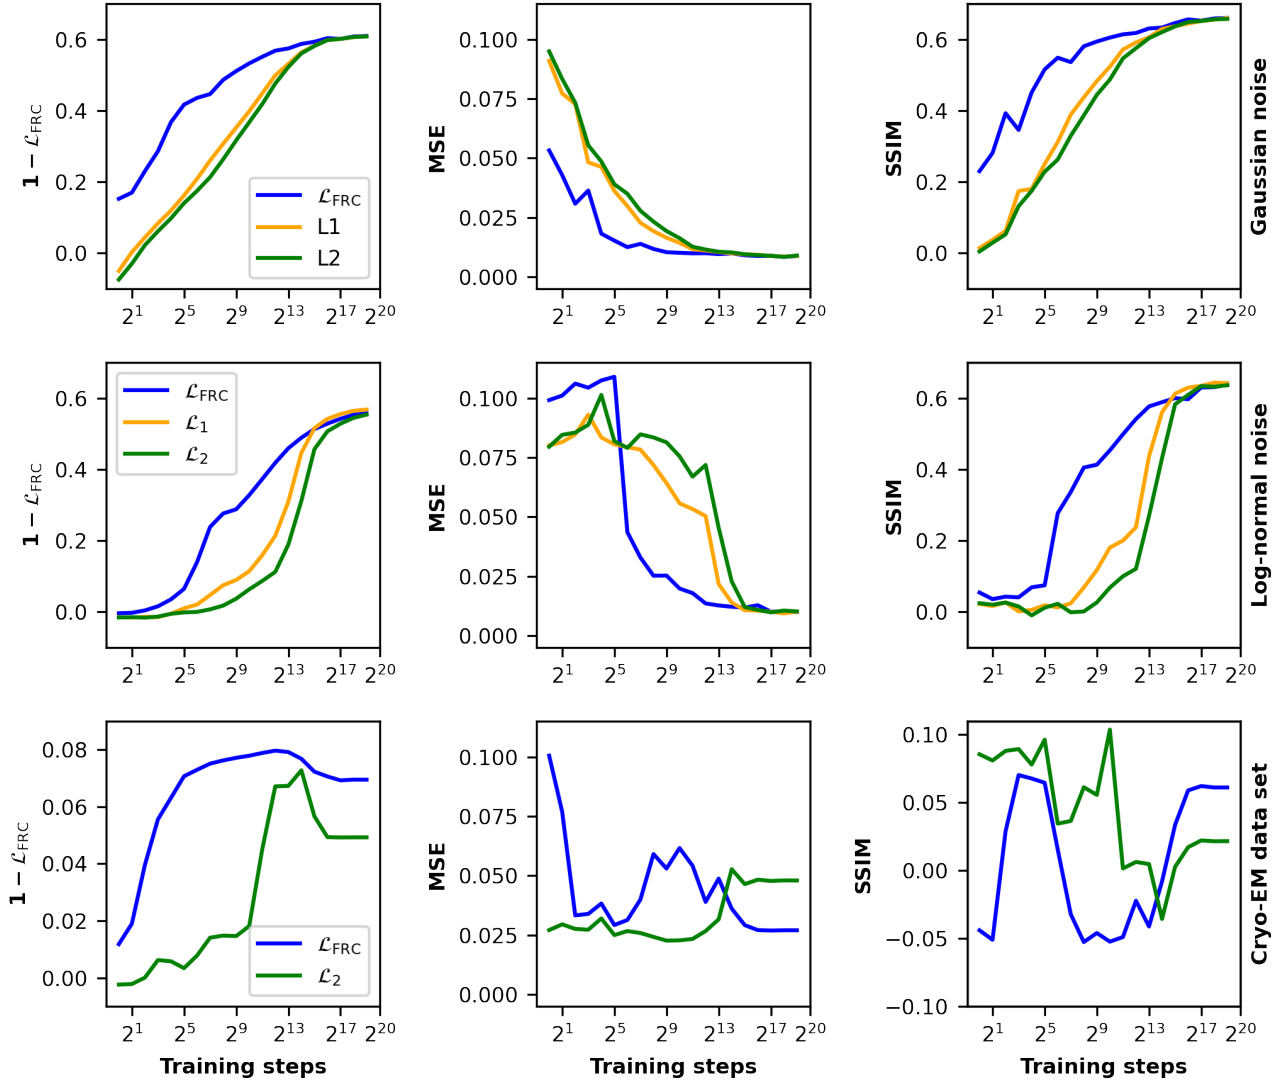 0.6
0.4
0.2
0.0
1 − ℒFRC
ℒFRC
L1
L2
2^1 2^5 2^9 2^13 2^17 2^20
0.100
0.075
0.050
0.025
0.000
MSE
2^1 2^5 2^9 2^13 2^17 2^20
0.6
0.4
0.2
0.0
SSIM
2^1 2^5 2^9 2^13 2^17 2^20
Gaussian noise
0.6
0.4
0.2
0.0
1 − ℒFRC
ℒFRC
ℒ1
ℒ2
2^1 2^5 2^9 2^13 2^17 2^20
0.100
0.075
0.050
0.025
0.000
MSE
2^1 2^5 2^9 2^13 2^17 2^20
0.6
0.4
0.2
0.0
SSIM
2^1 2^5 2^9 2^13 2^17 2^20
Log-normal noise
0.08
0.06
0.04
0.02
0.00
1 − ℒFRC
ℒFRC
ℒ2
2^1 2^5 2^9 2^13 2^17 2^20
Training steps
0.100
0.075
0.050
0.025
0.000
MSE
2^1 2^5 2^9 2^13 2^17 2^20
Training steps
0.10
0.05
0.00
−0.05
−0.10
SSIM
2^1 2^5 2^9 2^13 2^17 2^20
Training steps
Cryo-EM data set